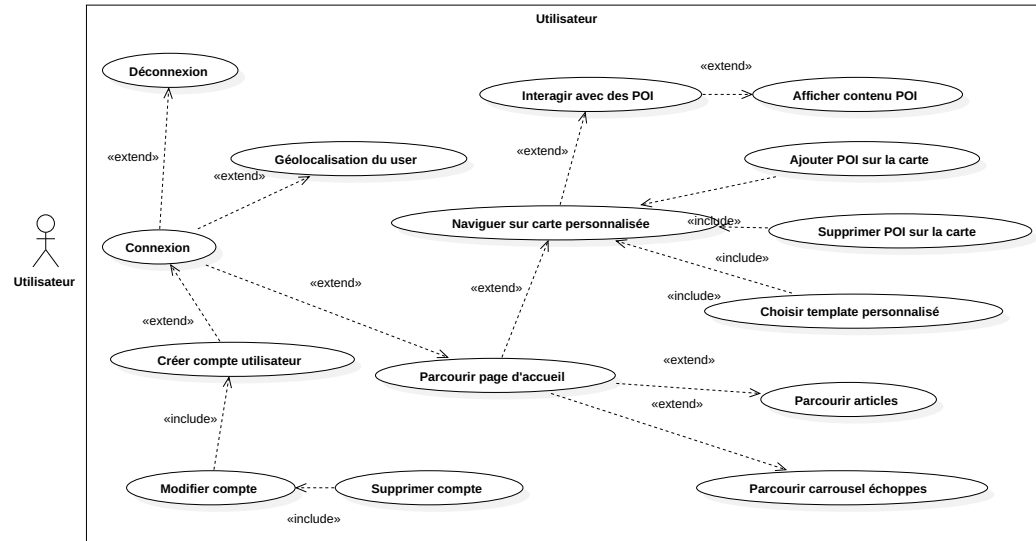 Utilisateur
Déconnexion
«extend»
Interagir avec des POI
Afficher contenu POI
«extend»
Géolocalisation du user
«extend»
«extend»
Ajouter POI sur la carte
Utilisateur
Connexion
Naviguer sur carte personnalisée
«include»
Supprimer POI sur la carte
«include»
«extend»
«extend»
«include»
Choisir template personnalisé
«extend»
Créer compte utilisateur
Parcourir page d'accueil
«extend»
Parcourir articles
«extend»
«include»
Modifier compte
Supprimer compte
Parcourir carrousel échoppes
«include»